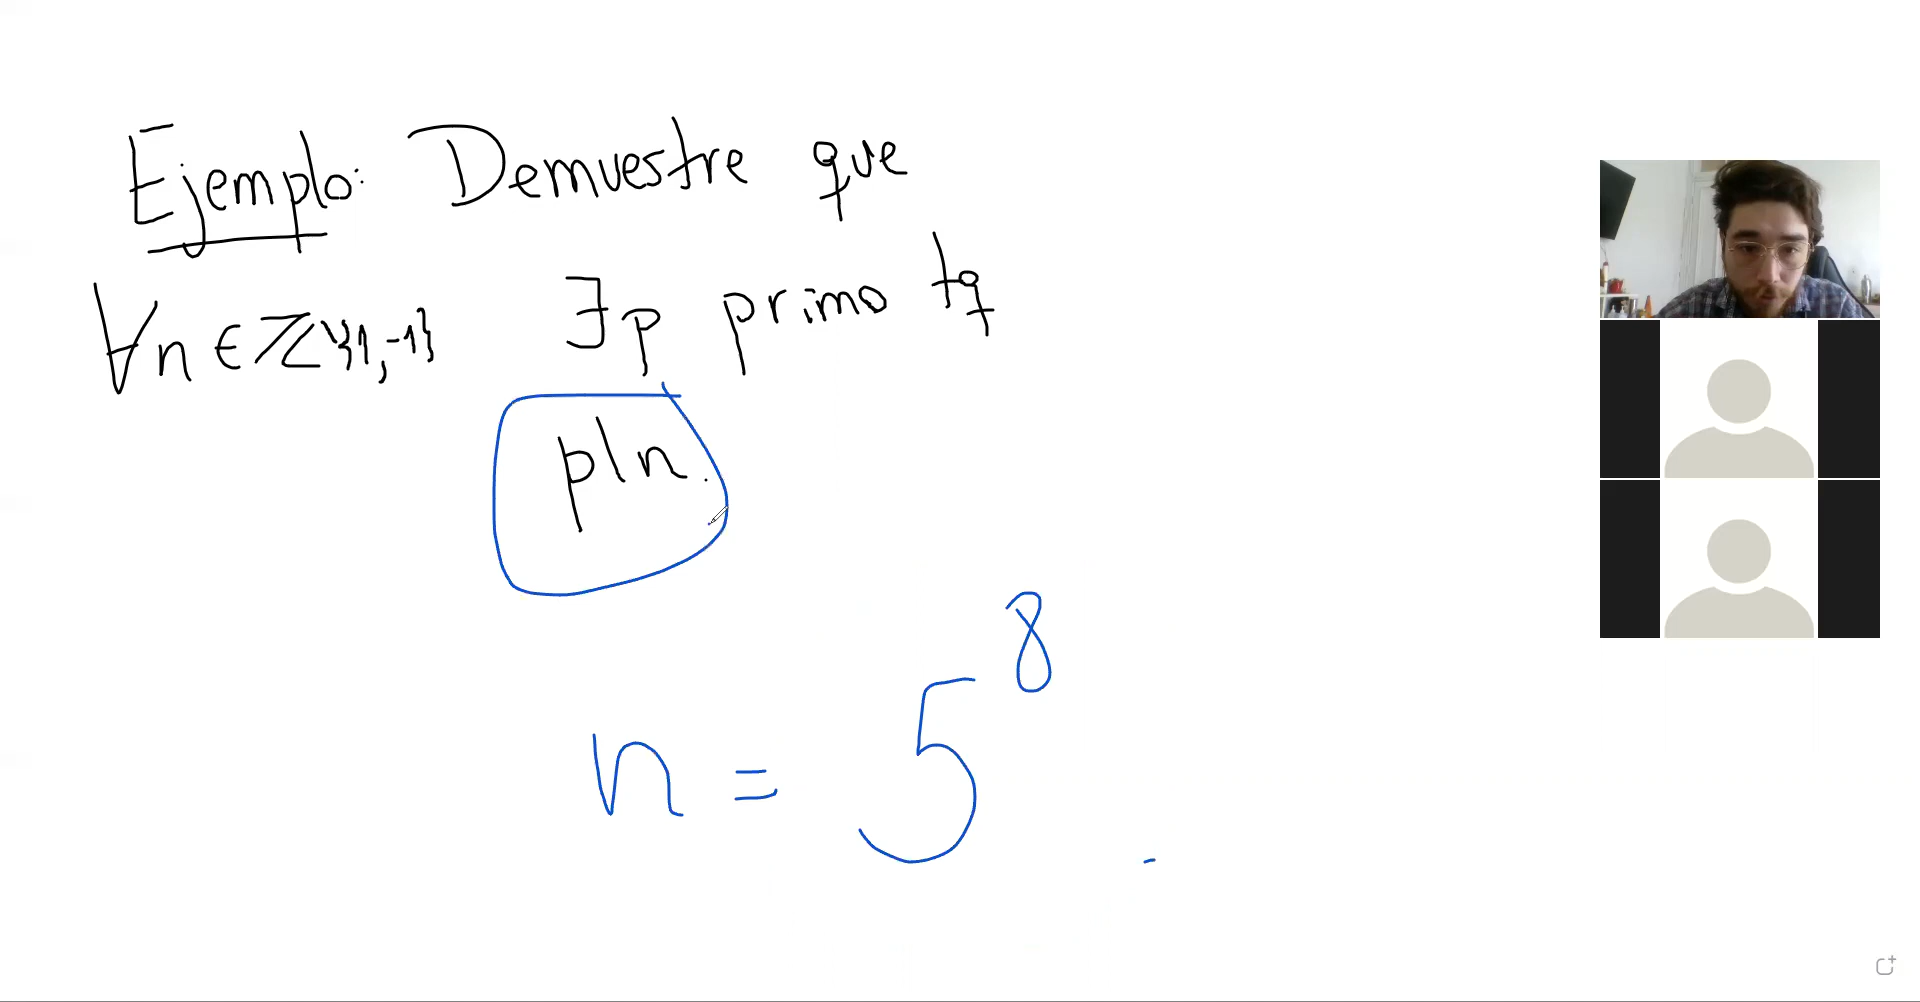 Ejemplo: Demuestre que
∀n∈ℤ\{1,-1} ∃p primo tq
p|n.
n = 5⁸